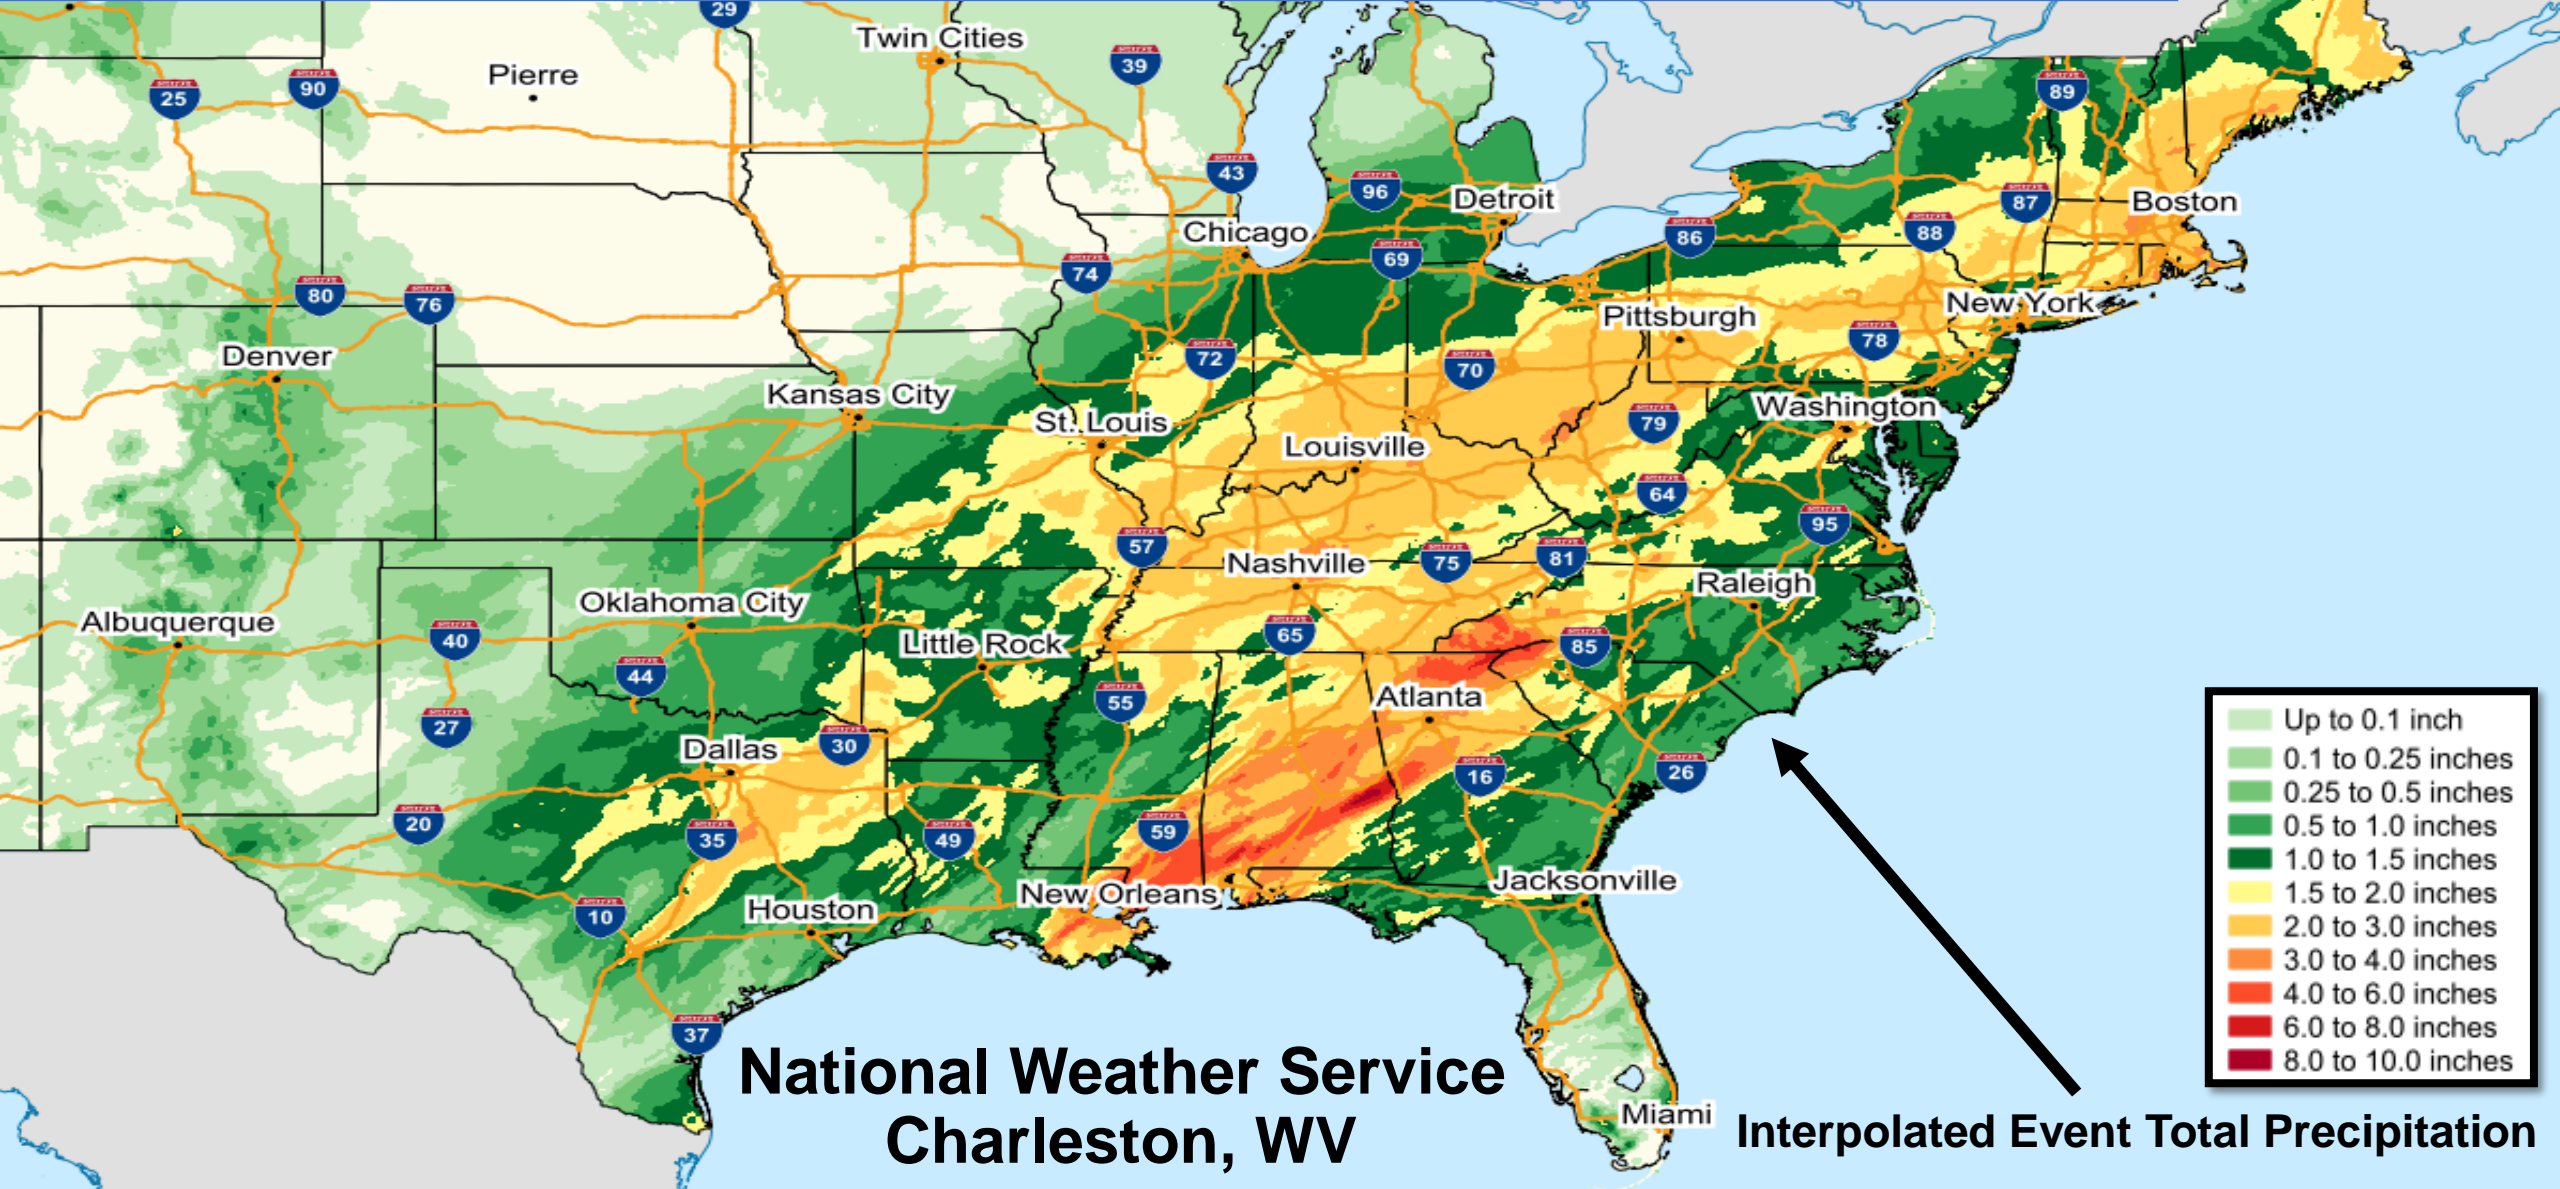 29
Twin Cities
39
Pierre
25
90
89
43
96
Detroit
87
Boston
Chicago
86
88
69
74
80
76
New York
Pittsburgh
78
Denver
72
70
Kansas City
St. Louis
79
Washington
Louisville
64
95
57
Nashville
75
81
Raleigh
Oklahoma City
Albuquerque
40
Little Rock
65
85
44
55
Atlanta
27
30
Dallas
16
26
20
35
49
59
New Orleans
Jacksonville
10
Houston
37
Miami
Up to 0.1 inch
0.1 to 0.25 inches
0.25 to 0.5 inches
0.5 to 1.0 inches
1.0 to 1.5 inches
1.5 to 2.0 inches
2.0 to 3.0 inches
3.0 to 4.0 inches
4.0 to 6.0 inches
6.0 to 8.0 inches
8.0 to 10.0 inches
National Weather Service
Charleston, WV
Interpolated Event Total Precipitation